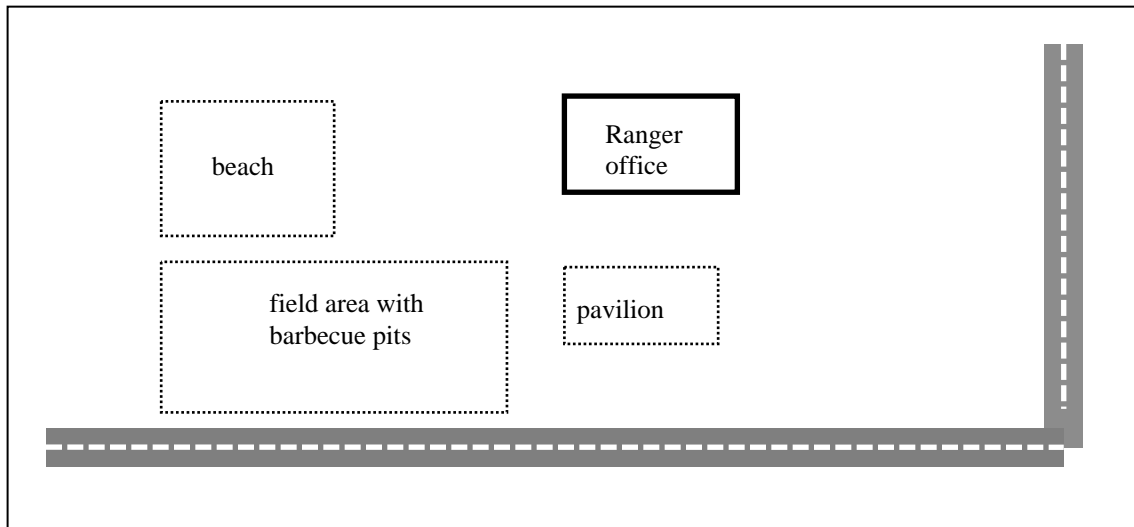 beach
Ranger
office
field area with
barbecue pits
pavilion